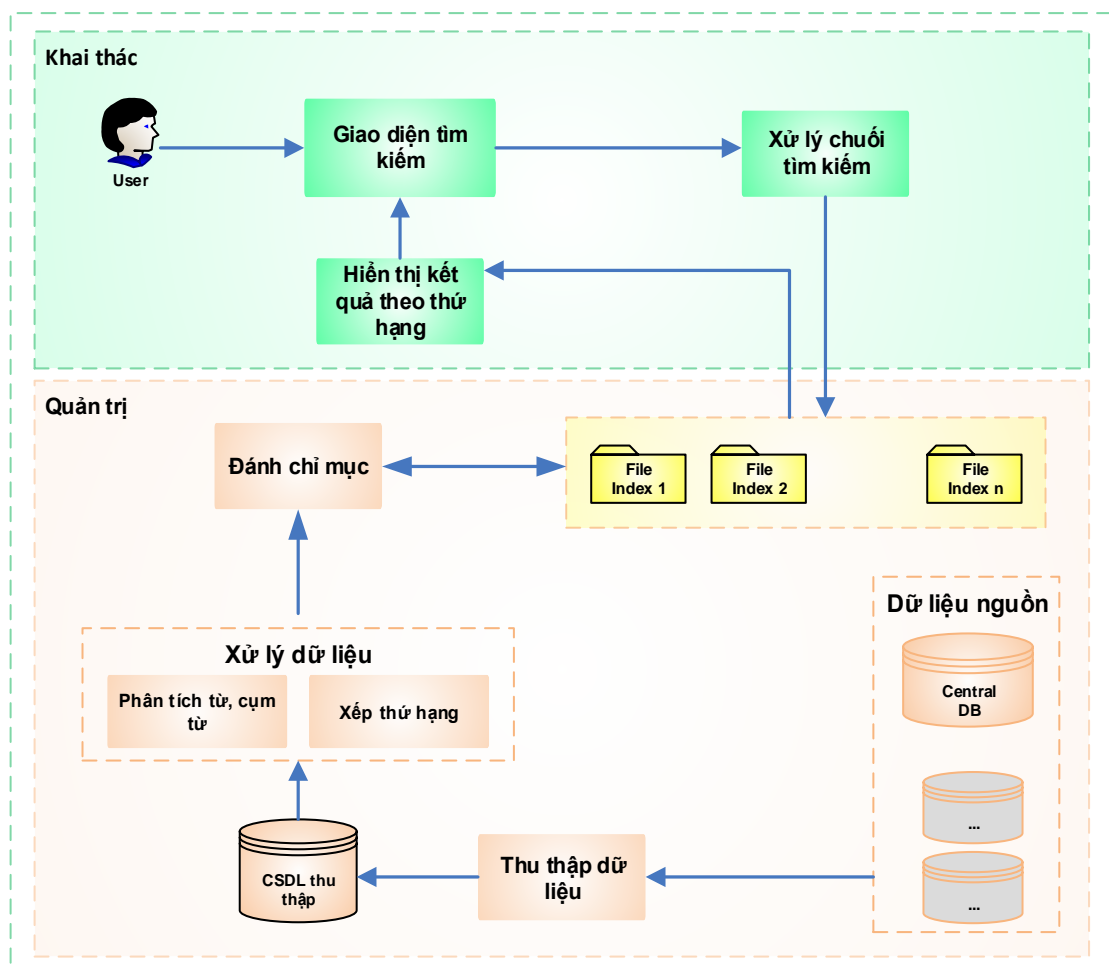 Khai thác
User
Giao diện tìm
kiếm
Xử lý chuối
tìm kiếm
Hiển thị kết
quả theo thứ
hạng
Quản trị
Đánh chỉ mục
File
Index 1
File
Index 2
File
Index n
Dữ liệu nguồn
Central
DB
...
...
Xử lý dữ liệu
Phân tích từ, cụm
từ
Xếp thứ hạng
CSDL thu
thập
Thu thập dữ
liệu